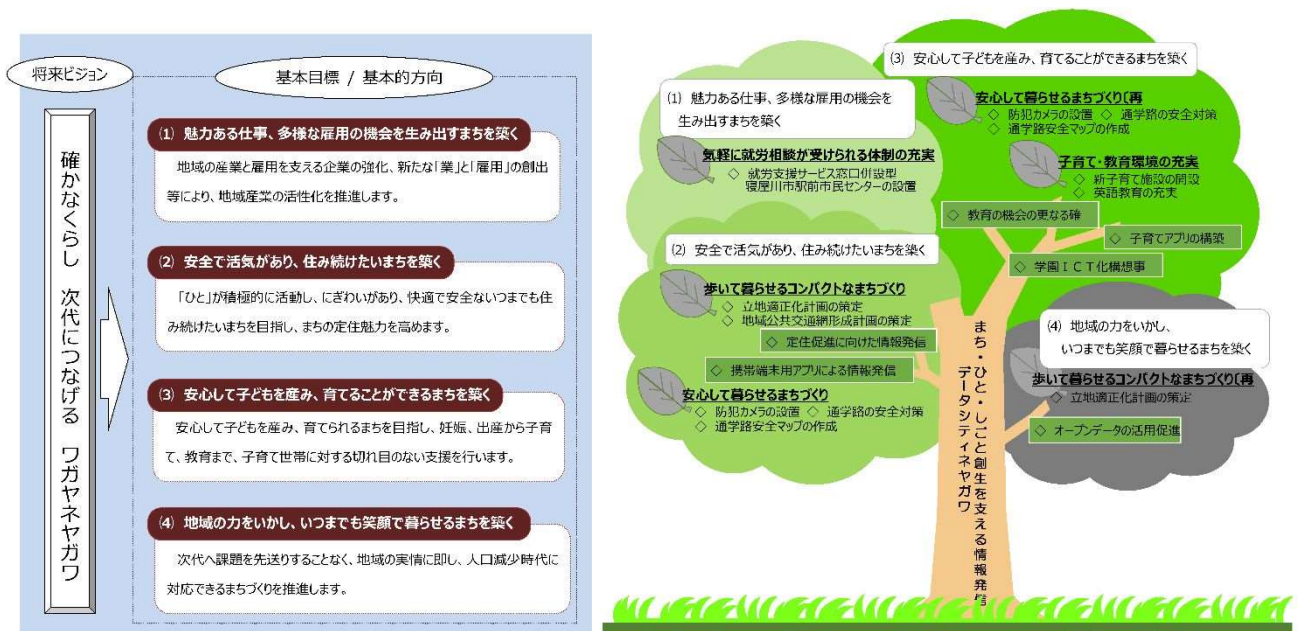 将来ビジョン
基本目標 / 基本的方向
確かなくらし 次代につなげる ワガヤネヤガワ
(1) 魅力ある仕事、多様な雇用の機会を生み出すまちを築く
地域の産業と雇用を支える企業の強化、新たな「業」と「雇用」の創出
等により、地域産業の活性化を推進します。
(2) 安全で活気があり、住み続けたいまちを築く
「ひと」が積極的に活動し、にぎわいがあり、快適で安全ないつまでも住
み続けたいまちを目指し、まちの定住魅力を高めます。
(3) 安心して子どもを産み、育てることができるまちを築く
安心して子どもを産み、育てられるまちを目指し、妊娠、出産から子育
て、教育まで、子育て世帯に対する切れ目のない支援を行います。
(4) 地域の力をいかし、いつまでも笑顔で暮らせるまちを築く
次代へ課題を先送りすることなく、地域の実情に即し、人口減少時代に
対応できるまちづくりを推進します。
(3) 安心して子どもを産み、育てることができるまちを築く
安心して暮らせるまちづくり〔再
◇ 防犯カメラの設置 ◇ 通学路の安全対策
◇ 通学路安全マップの作成
子育て・教育環境の充実
◇ 新子育て施設の開設
◇ 英語教育の充実
◇ 教育の機会の更なる確
◇ 子育てアプリの構築
◇ 学園ICT化構想事
(1) 魅力ある仕事、多様な雇用の機会を
生み出すまちを築く
気軽に就労相談が受けられる体制の充実
◇ 就労支援サービス窓口併設型
寝屋川市駅前市民センターの設置
(2) 安全で活気があり、住み続けたいまちを築く
歩いて暮らせるコンパクトなまちづくり
◇ 立地適正化計画の策定
◇ 地域公共交通網形成計画の策定
◇ 定住促進に向けた情報発信
◇ 携帯端末用アプリによる情報発信
安心して暮らせるまちづくり
◇ 防犯カメラの設置 ◇ 通学路の安全対策
◇ 通学路安全マップの作成
(4) 地域の力をいかし、
いつまでも笑顔で暮らせるまちを築く
歩いて暮らせるコンパクトなまちづくり〔再
◇ 立地適正化計画の策定
◇ オープンデータの活用促進
まち・ひと・しごと創生を支える情報発信
データシティネヤガワ